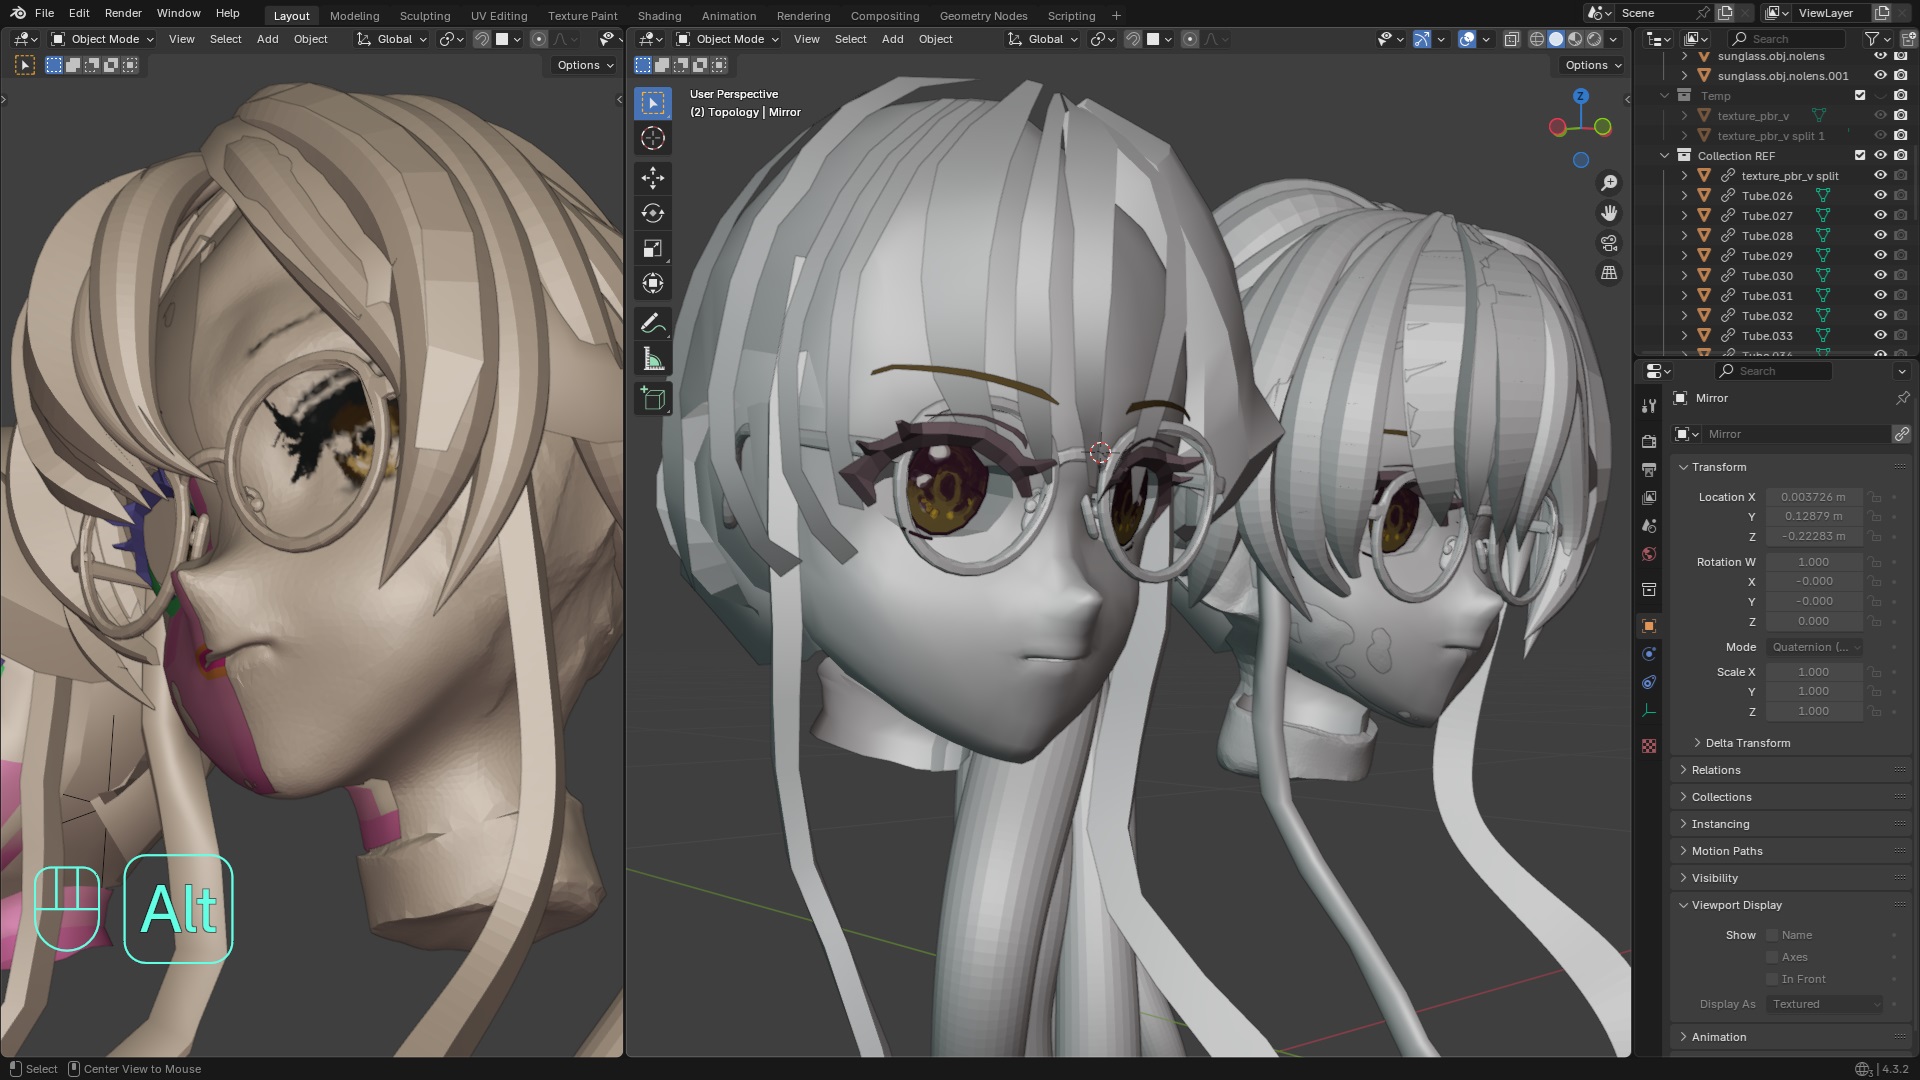 File Edit Render Window Help
Layout Modeling Sculpting UV Editing Texture Paint Shading Animation Rendering Compositing Geometry Nodes Scripting
Scene
ViewLayer
Object Mode View Select Add Object Global
Object Mode View Select Add Object Global
Search
Options
Options
User Perspective
(2) Topology | Mirror
Z
sunglass.obj.nolens
sunglass.obj.nolens.001
Temp
texture_pbr_v
texture_pbr_v split 1
Collection REF
texture_pbr_v split
Tube.026
Tube.027
Tube.028
Tube.029
Tube.030
Tube.031
Tube.032
Tube.033
Search
Mirror
Mirror
Transform
Location X 0.003726 m
Y 0.12879 m
Z -0.22283 m
Rotation W 1.000
X -0.000
Y -0.000
Z 0.000
Mode Quaternion (...
Scale X 1.000
Y 1.000
Z 1.000
Delta Transform
Relations
Collections
Instancing
Motion Paths
Visibility
Viewport Display
Show Name
Axes
In Front
Display As Textured
Animation
Alt
Select Center View to Mouse
4.3.2